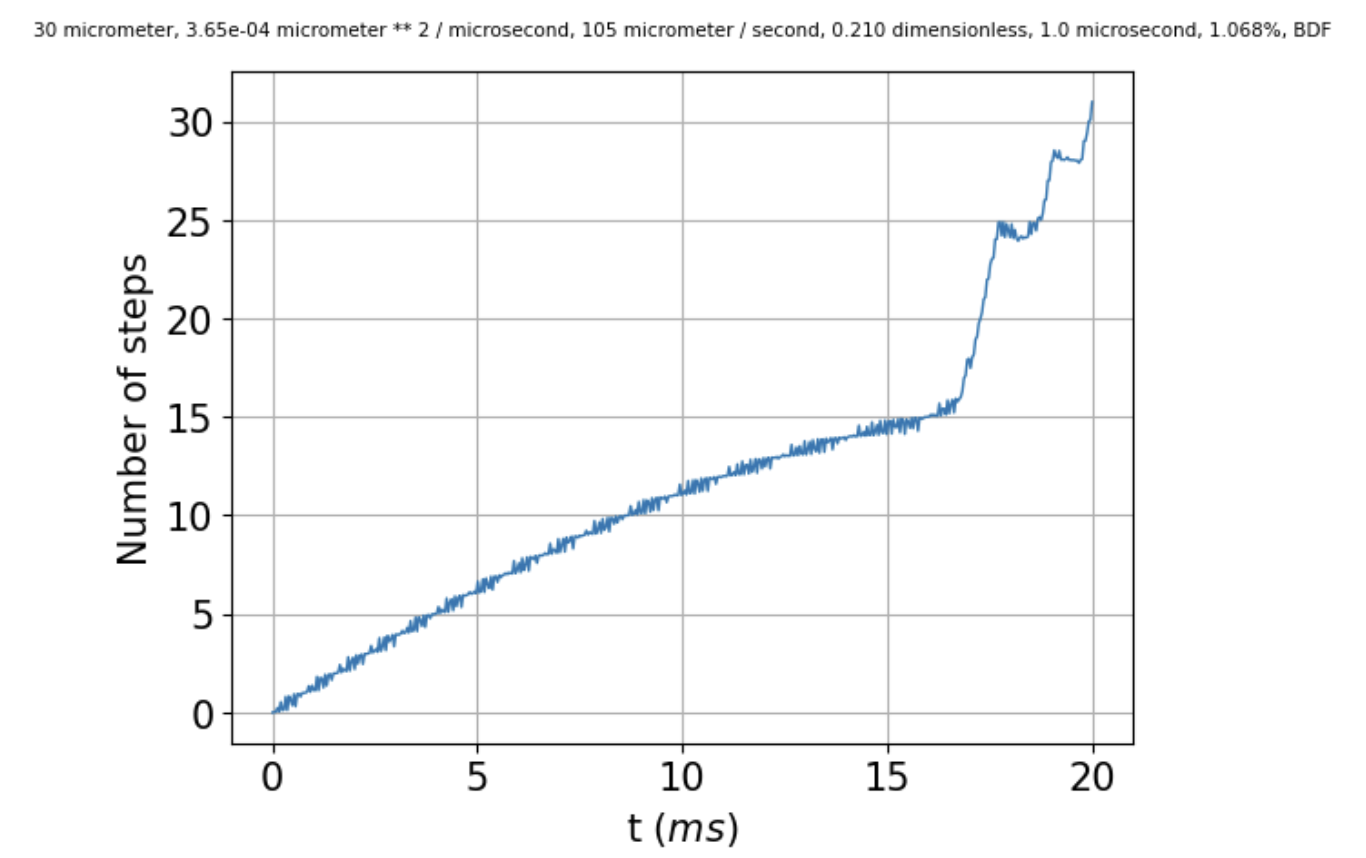 30 micrometer, 3.65e-04 micrometer ** 2 / microsecond, 105 micrometer / second, 0.210 dimensionless, 1.0 microsecond, 1.068%, BDF
Number of steps
30
25
20
15
10
5
0
0 5 10 15 20
t (ms)